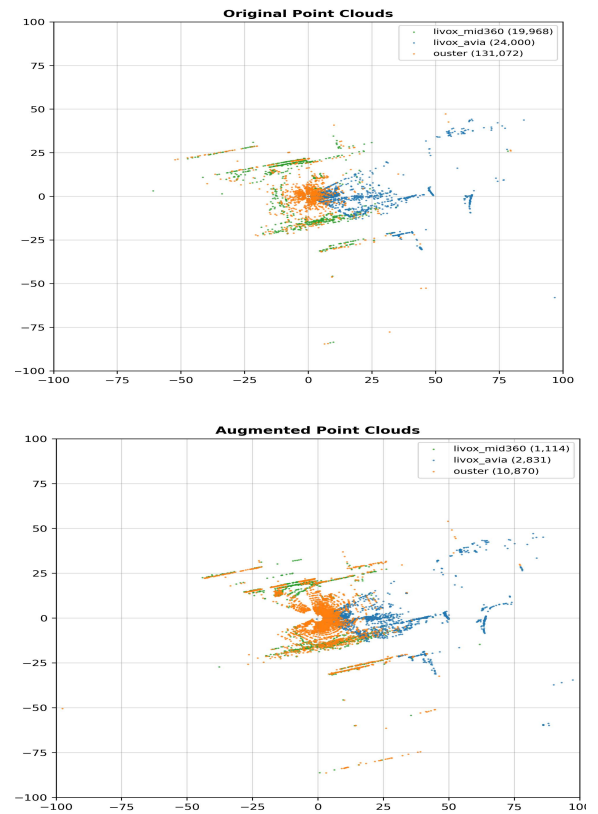 Original Point Clouds
livox_mid360 (19,968)
livox_avia (24,000)
ouster (131,072)
100
75
50
25
0
−25
−50
−75
−100
−100 −75 −50 −25 0 25 50 75 100
Augmented Point Clouds
livox_mid360 (1,114)
livox_avia (2,831)
ouster (10,870)
100
75
50
25
0
−25
−50
−75
−100
−100 −75 −50 −25 0 25 50 75